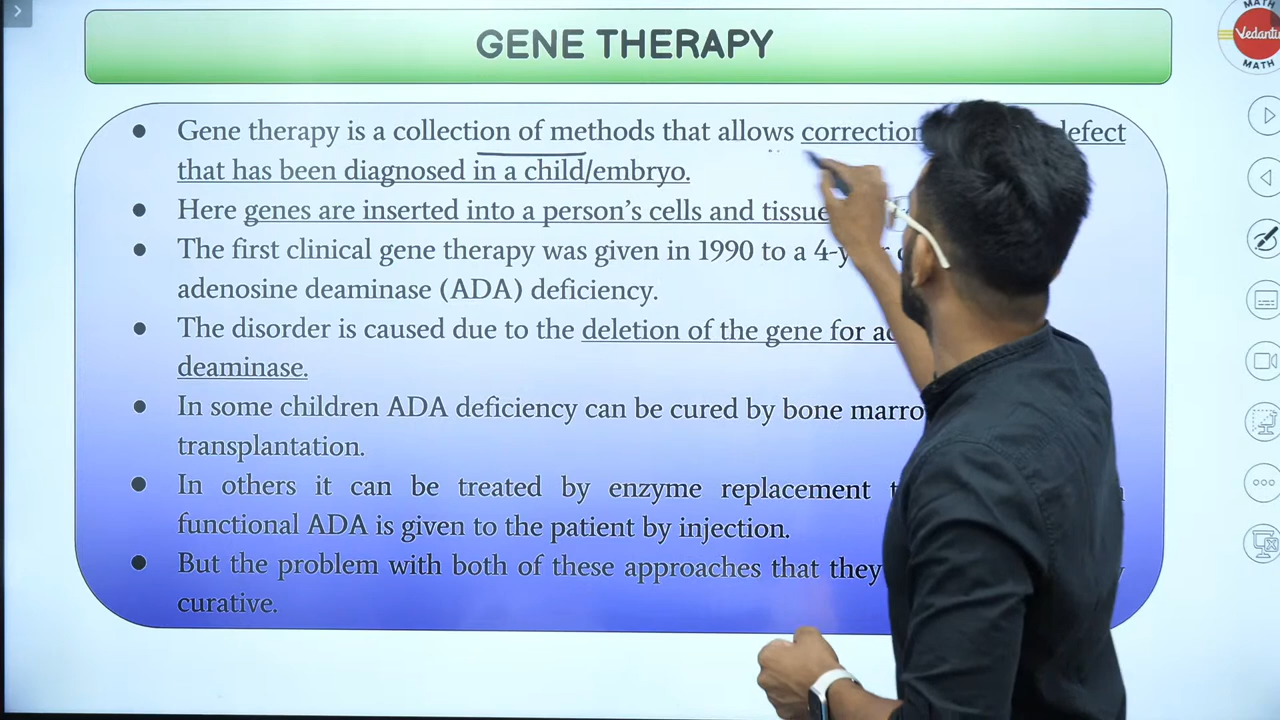 GENE THERAPY
MATH
Vedantu
MATH
● Gene therapy is a collection of methods that allows correction defect
that has been diagnosed in a child/embryo.
● Here genes are inserted into a person's cells and
● The first clinical gene therapy was given in 1990 to a
adenosine deaminase (ADA) deficiency.
● The disorder is caused due to the deletion of the gene for
deaminase.
● In some children ADA deficiency can be cured by bone
transplantation.
● In others it can be treated by enzyme replacement
functional ADA is given to the patient by injection.
● But the problem with both of these approaches that they
curative.